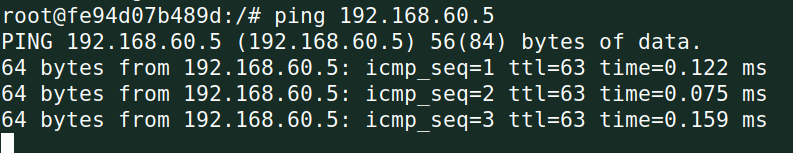 root@fe94d07b489d:/# ping 192.168.60.5
PING 192.168.60.5 (192.168.60.5) 56(84) bytes of data.
64 bytes from 192.168.60.5: icmp_seq=1 ttl=63 time=0.122 ms
64 bytes from 192.168.60.5: icmp_seq=2 ttl=63 time=0.075 ms
64 bytes from 192.168.60.5: icmp_seq=3 ttl=63 time=0.159 ms